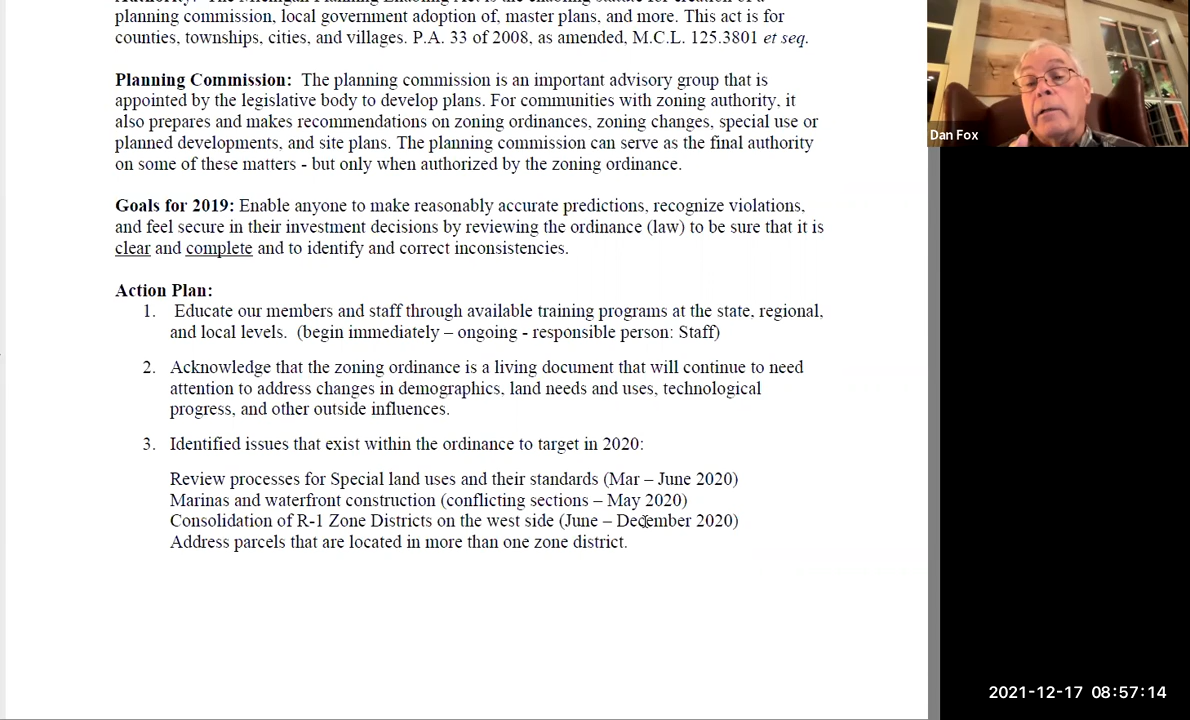 planning commission, local government adoption of, master plans, and more. This act is for
counties, townships, cities, and villages. P.A. 33 of 2008, as amended, M.C.L. 125.3801 et seq.
Planning Commission: The planning commission is an important advisory group that is
appointed by the legislative body to develop plans. For communities with zoning authority, it
also prepares and makes recommendations on zoning ordinances, zoning changes, special use or
planned developments, and site plans. The planning commission can serve as the final authority
on some of these matters - but only when authorized by the zoning ordinance.
Goals for 2019: Enable anyone to make reasonably accurate predictions, recognize violations,
and feel secure in their investment decisions by reviewing the ordinance (law) to be sure that it is
clear and complete and to identify and correct inconsistencies.
Action Plan:
1. Educate our members and staff through available training programs at the state, regional,
and local levels. (begin immediately – ongoing - responsible person: Staff)
2. Acknowledge that the zoning ordinance is a living document that will continue to need
attention to address changes in demographics, land needs and uses, technological
progress, and other outside influences.
3. Identified issues that exist within the ordinance to target in 2020:
Review processes for Special land uses and their standards (Mar – June 2020)
Marinas and waterfront construction (conflicting sections – May 2020)
Consolidation of R-1 Zone Districts on the west side (June – December 2020)
Address parcels that are located in more than one zone district.
Dan Fox
2021-12-17 08:57:14